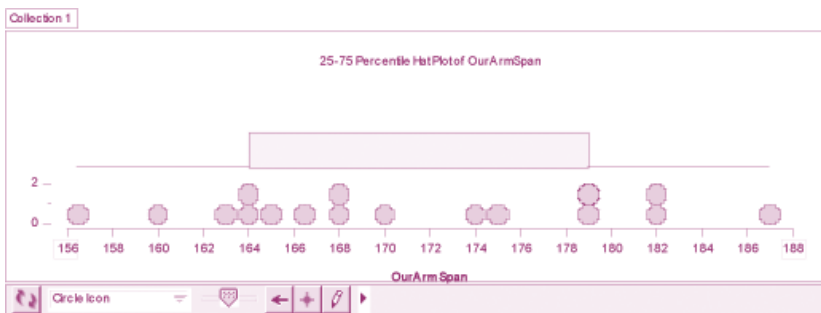 Collection 1
25-75 Percentile Hat Plot of OurArmSpan
2
0
156 158 160 162 164 166 168 170 172 174 176 178 180 182 184 186 188
OurArmSpan
Circle Icon